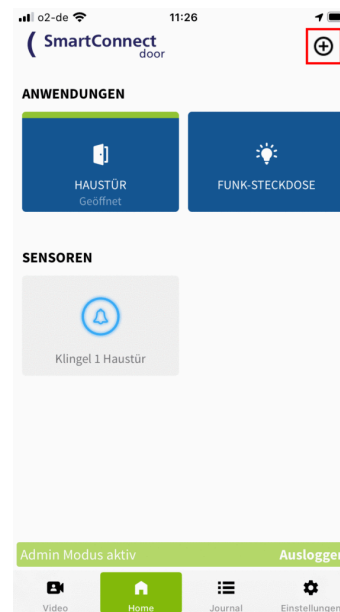 o2-de 11:26
SmartConnect
door
ANWENDUNGEN
HAUSTÜR
Geöffnet
FUNK-STECKDOSE
SENSOREN
Klingel 1 Haustür
Admin Modus aktiv Ausloggen
Video Home Journal Einstellungen